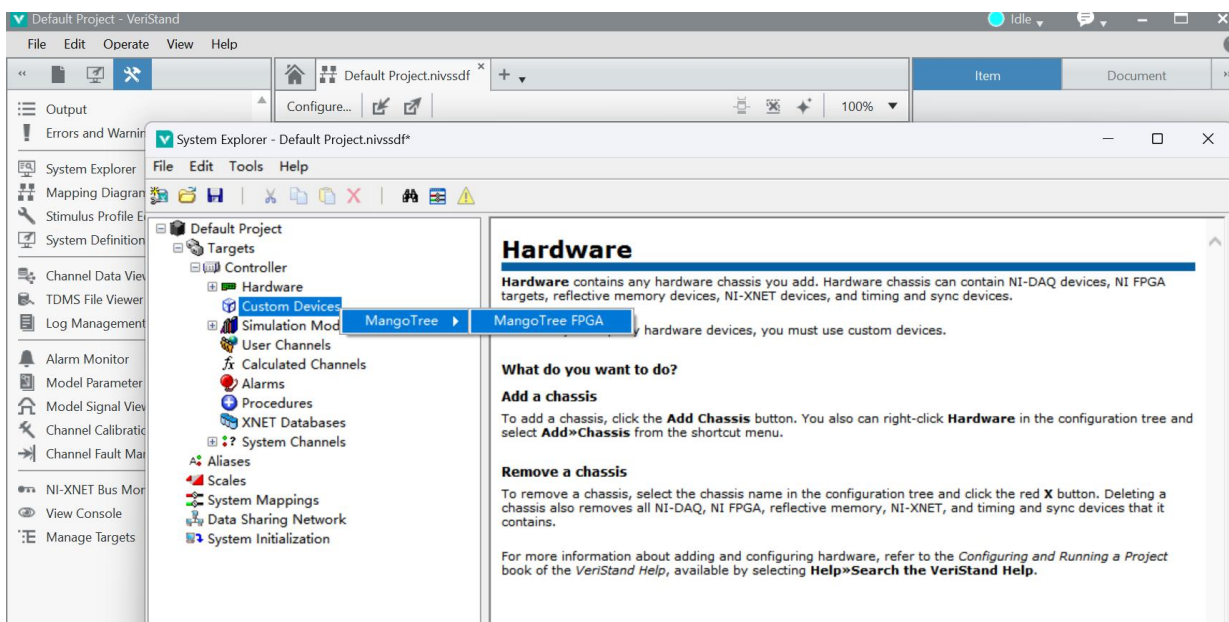 Default Project - VeriStand
Idle
File Edit Operate View Help
Default Project.nivssdf
Item
Document
Output
Configure...
100%
Errors and Warnin
System Explorer - Default Project.nivssdf*
System Explorer
File Edit Tools Help
Mapping Diagran
Stimulus Profile E
System Definition
Channel Data View
TDMS File Viewer
Log Management
Alarm Monitor
Model Parameter
Model Signal View
Channel Calibratio
Channel Fault Man
NI-XNET Bus Mor
View Console
Manage Targets
Default Project
Targets
Controller
Hardware
Custom Devices
Simulation Mod
User Channels
Calculated Channels
Alarms
Procedures
XNET Databases
System Channels
Aliases
Scales
System Mappings
Data Sharing Network
System Initialization
MangoTree
MangoTree FPGA
Hardware
Hardware contains any hardware chassis you add. Hardware chassis can contain NI-DAQ devices, NI FPGA
targets, reflective memory devices, NI-XNET devices, and timing and sync devices.
hardware devices, you must use custom devices.
What do you want to do?
Add a chassis
To add a chassis, click the Add Chassis button. You also can right-click Hardware in the configuration tree and
select Add»Chassis from the shortcut menu.
Remove a chassis
To remove a chassis, select the chassis name in the configuration tree and click the red X button. Deleting a
chassis also removes all NI-DAQ, NI FPGA, reflective memory, NI-XNET, and timing and sync devices that it
contains.
For more information about adding and configuring hardware, refer to the Configuring and Running a Project
book of the VeriStand Help, available by selecting Help»Search the VeriStand Help.